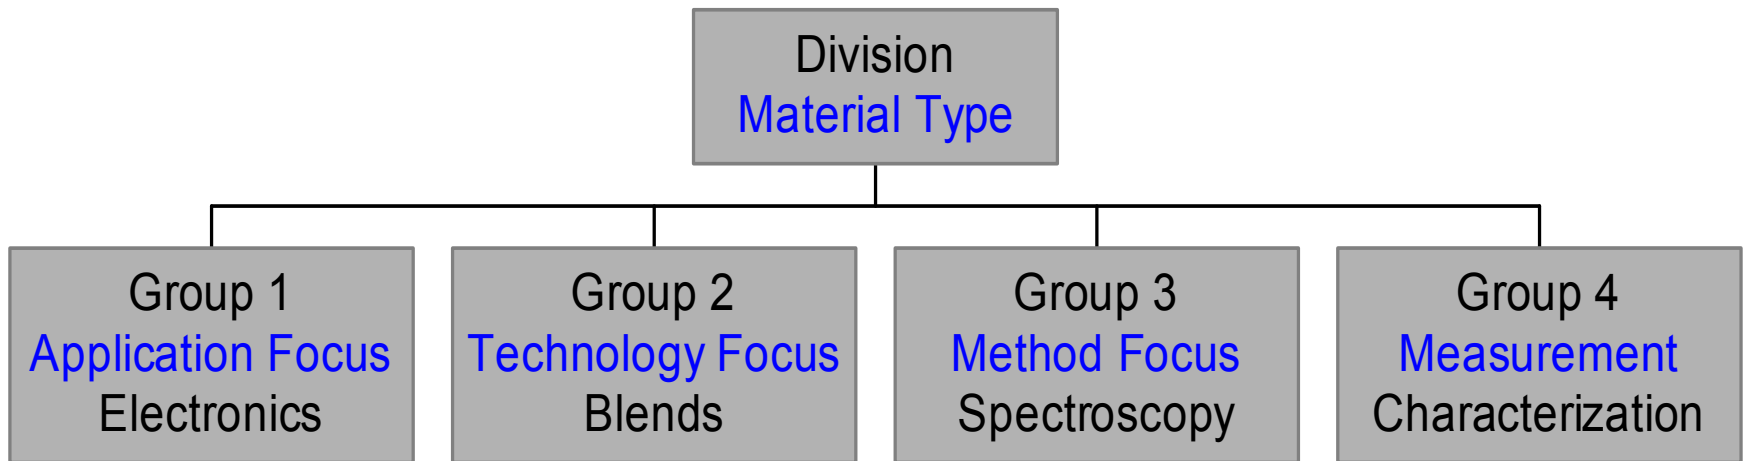 Division
Material Type
Group 1
Application Focus
Electronics
Group 2
Technology Focus
Blends
Group 3
Method Focus
Spectroscopy
Group 4
Measurement
Characterization